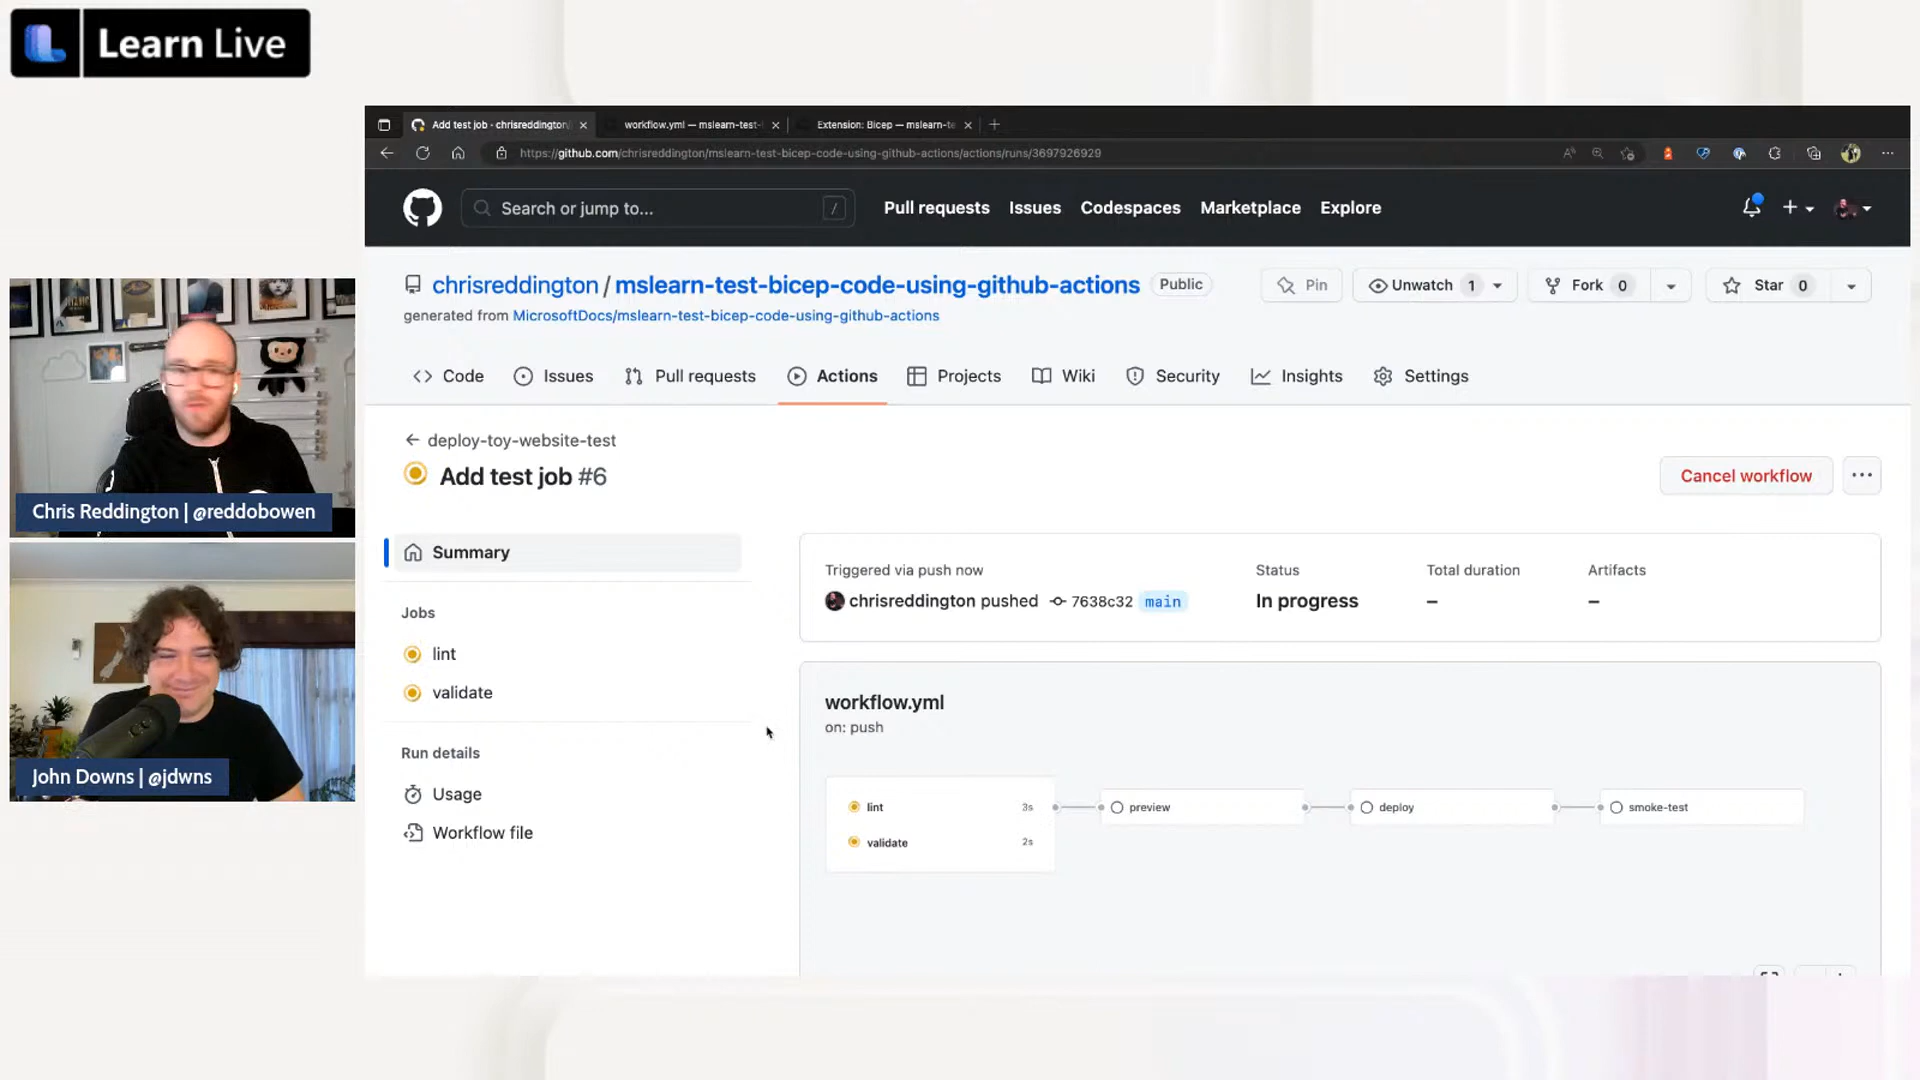 Learn Live
Add test job · chrisreddington/
workflow.yml — mslearn-test-
Extension: Bicep — mslearn-te
https://github.com/chrisreddington/mslearn-test-bicep-code-using-github-actions/actions/runs/3697926929
Search or jump to...
/
Pull requests
Issues
Codespaces
Marketplace
Explore
chrisreddington / mslearn-test-bicep-code-using-github-actions
Public
Pin
Unwatch 1
Fork 0
Star 0
generated from MicrosoftDocs/mslearn-test-bicep-code-using-github-actions
Code
Issues
Pull requests
Actions
Projects
Wiki
Security
Insights
Settings
deploy-toy-website-test
Add test job #6
Cancel workflow
Summary
Jobs
lint
validate
Run details
Usage
Workflow file
Triggered via push now
chrisreddington pushed 7638c32 main
Status
In progress
Total duration
–
Artifacts
–
workflow.yml
on: push
lint 3s
validate 2s
preview
deploy
smoke-test
Chris Reddington | @reddobowen
John Downs | @jdwns